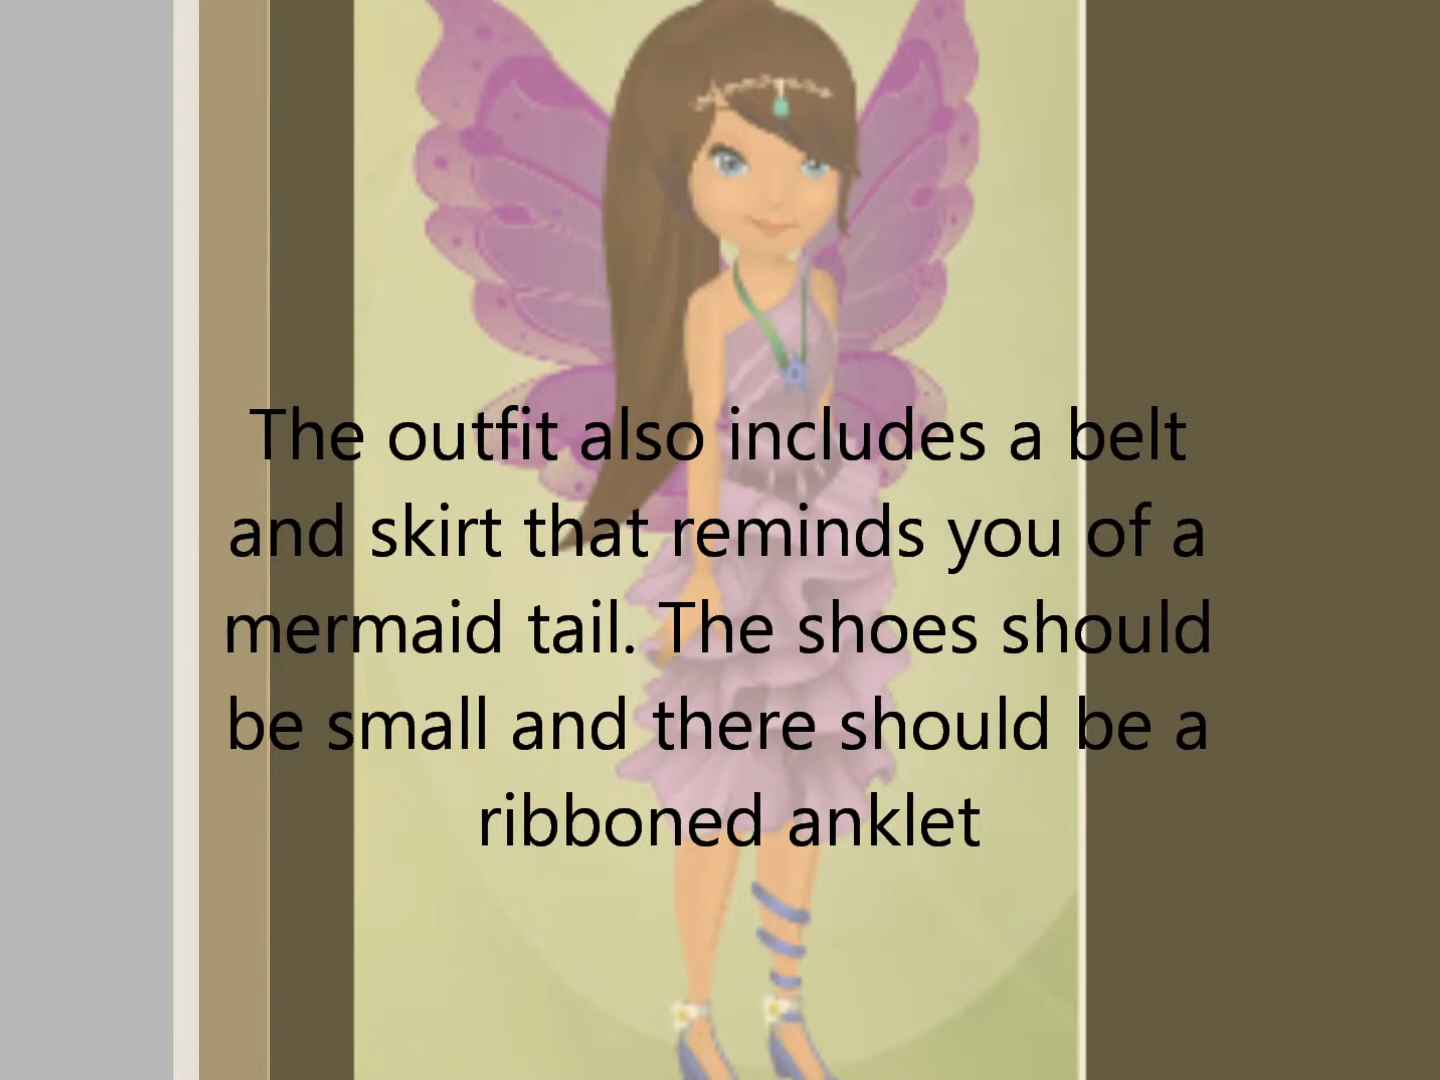 The outfit also includes a belt
and skirt that reminds you of a
mermaid tail. The shoes should
be small and there should be a
ribboned anklet